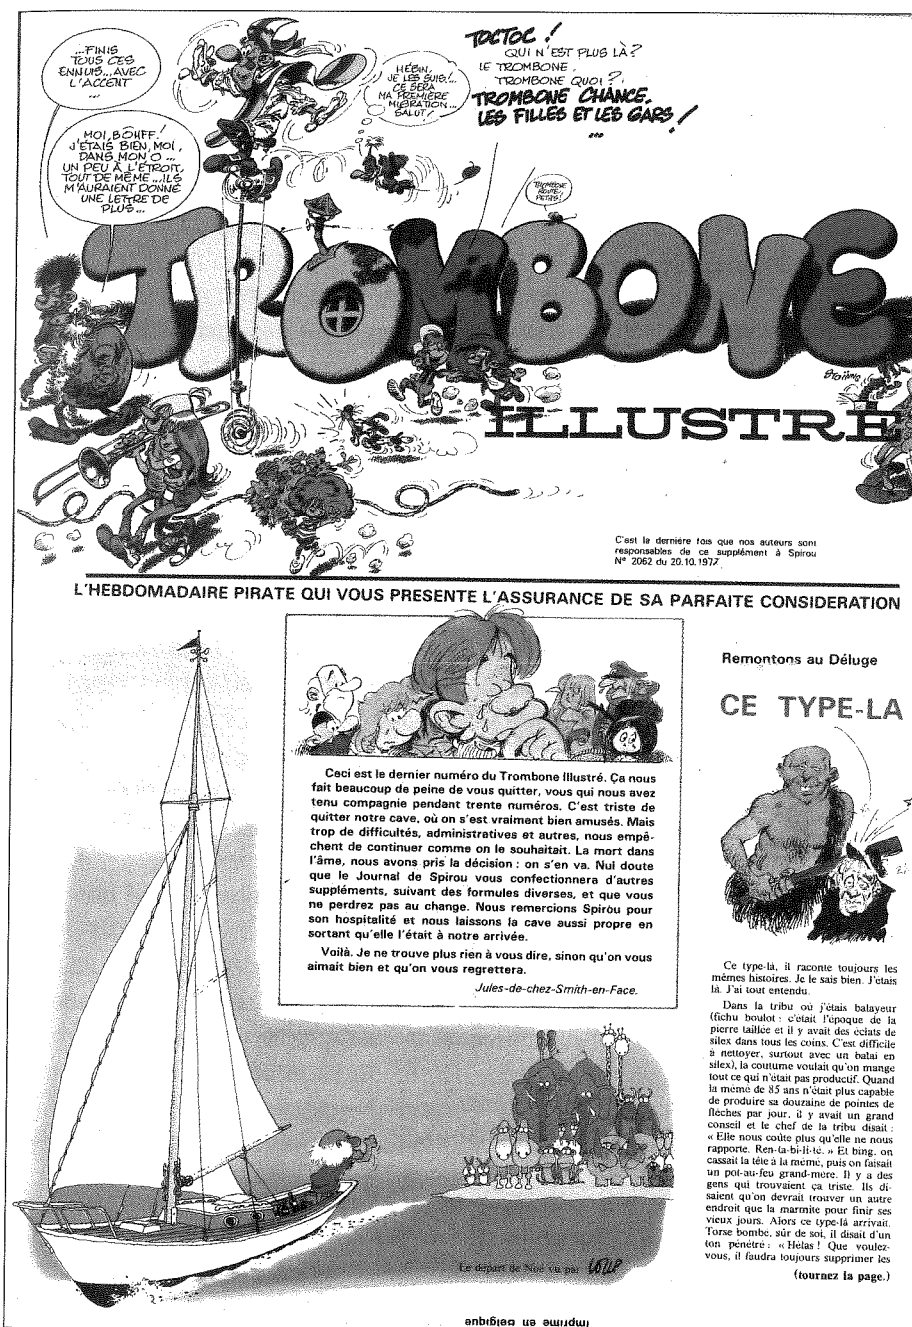 ...FINIS
TOUS CES
ENNUIS...AVEC
L'ACCENT
...
MOI, BÔHFF!
J'ÉTAIS BIEN, MOI,
DANS MON O...
UN PEU À L'ÉTROIT,
TOUT DE MÊME...ILS
M'AURAIENT DONNÉ
UNE LETTRE DE
PLUS...
HÉBIN,
JE LES SUIS!...
CE SERA
MA PREMIÈRE
MIGRATION...
SALUT!
TOCTOC!
QUI N'EST PLUS LÀ?
LE TROMBONE.
TROMBONE QUOI?.
TROMBONE CHANCE,
LES FILLES ET LES GARS!
...
TROMBONE
ROUTE,
PETITS!
TROMBONE
ILLUSTRÉ
C'est la dernière fois que nos auteurs sont
responsables de ce supplément à Spirou
N° 2062 du 20.10.1977.
L'HEBDOMADAIRE PIRATE QUI VOUS PRESENTE L'ASSURANCE DE SA PARFAITE CONSIDERATION
Ceci est le dernier numéro du Trombone Illustré. Ça nous
fait beaucoup de peine de vous quitter, vous qui nous avez
tenu compagnie pendant trente numéros. C'est triste de
quitter notre cave, où on s'est vraiment bien amusés. Mais
trop de difficultés, administratives et autres, nous empê-
chent de continuer comme on le souhaitait. La mort dans
l'âme, nous avons pris la décision : on s'en va. Nul doute
que le Journal de Spirou vous confectionnera d'autres
suppléments, suivant des formules diverses, et que vous
ne perdrez pas au change. Nous remercions Spirou pour
son hospitalité et nous laissons la cave aussi propre en
sortant qu'elle l'était à notre arrivée.
Voilà. Je ne trouve plus rien à vous dire, sinon qu'on vous
aimait bien et qu'on vous regrettera.
Jules-de-chez-Smith-en-Face.
Remontons au Déluge
CE TYPE-LA
Ce type-là, il raconte toujours les
mêmes histoires. Je le sais bien. J'étais
là. J'ai tout entendu.
Dans la tribu où j'étais balayeur
(fichu boulot : c'était l'époque de la
pierre taillée et il y avait des éclats de
silex dans tous les coins. C'est difficile
à nettoyer, surtout avec un balai en
silex), la coutume voulait qu'on mange
tout ce qui n'était pas productif. Quand
la mémé de 85 ans n'était plus capable
de produire sa douzaine de pointes de
flèches par jour, il y avait un grand
conseil et le chef de la tribu disait :
« Elle nous coûte plus qu'elle ne nous
rapporte. Ren-ta-bi-li-té. » Et bing, on
cassait la tête à la mémé, puis on faisait
un pot-au-feu grand-mère. Il y a des
gens qui trouvaient ça triste. Ils di-
saient qu'on devrait trouver un autre
endroit que la marmite pour finir ses
vieux jours. Alors ce type-là arrivait.
Torse bombé, sûr de soi, il disait d'un
ton pénétré : « Hélas ! Que voulez-
vous, il faudra toujours supprimer les
(tournez la page.)
Le départ de Noé vu par
imprimé en belgique